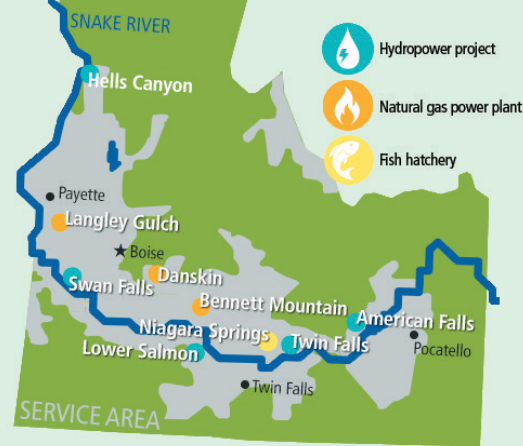 SNAKE RIVER
Hydropower project
Hells Canyon
Natural gas power plant
Fish hatchery
Payette
Langley Gulch
Boise
Danskin
Swan Falls
Bennett Mountain
American Falls
Niagara Springs
Twin Falls
Lower Salmon
Pocatello
Twin Falls
SERVICE AREA